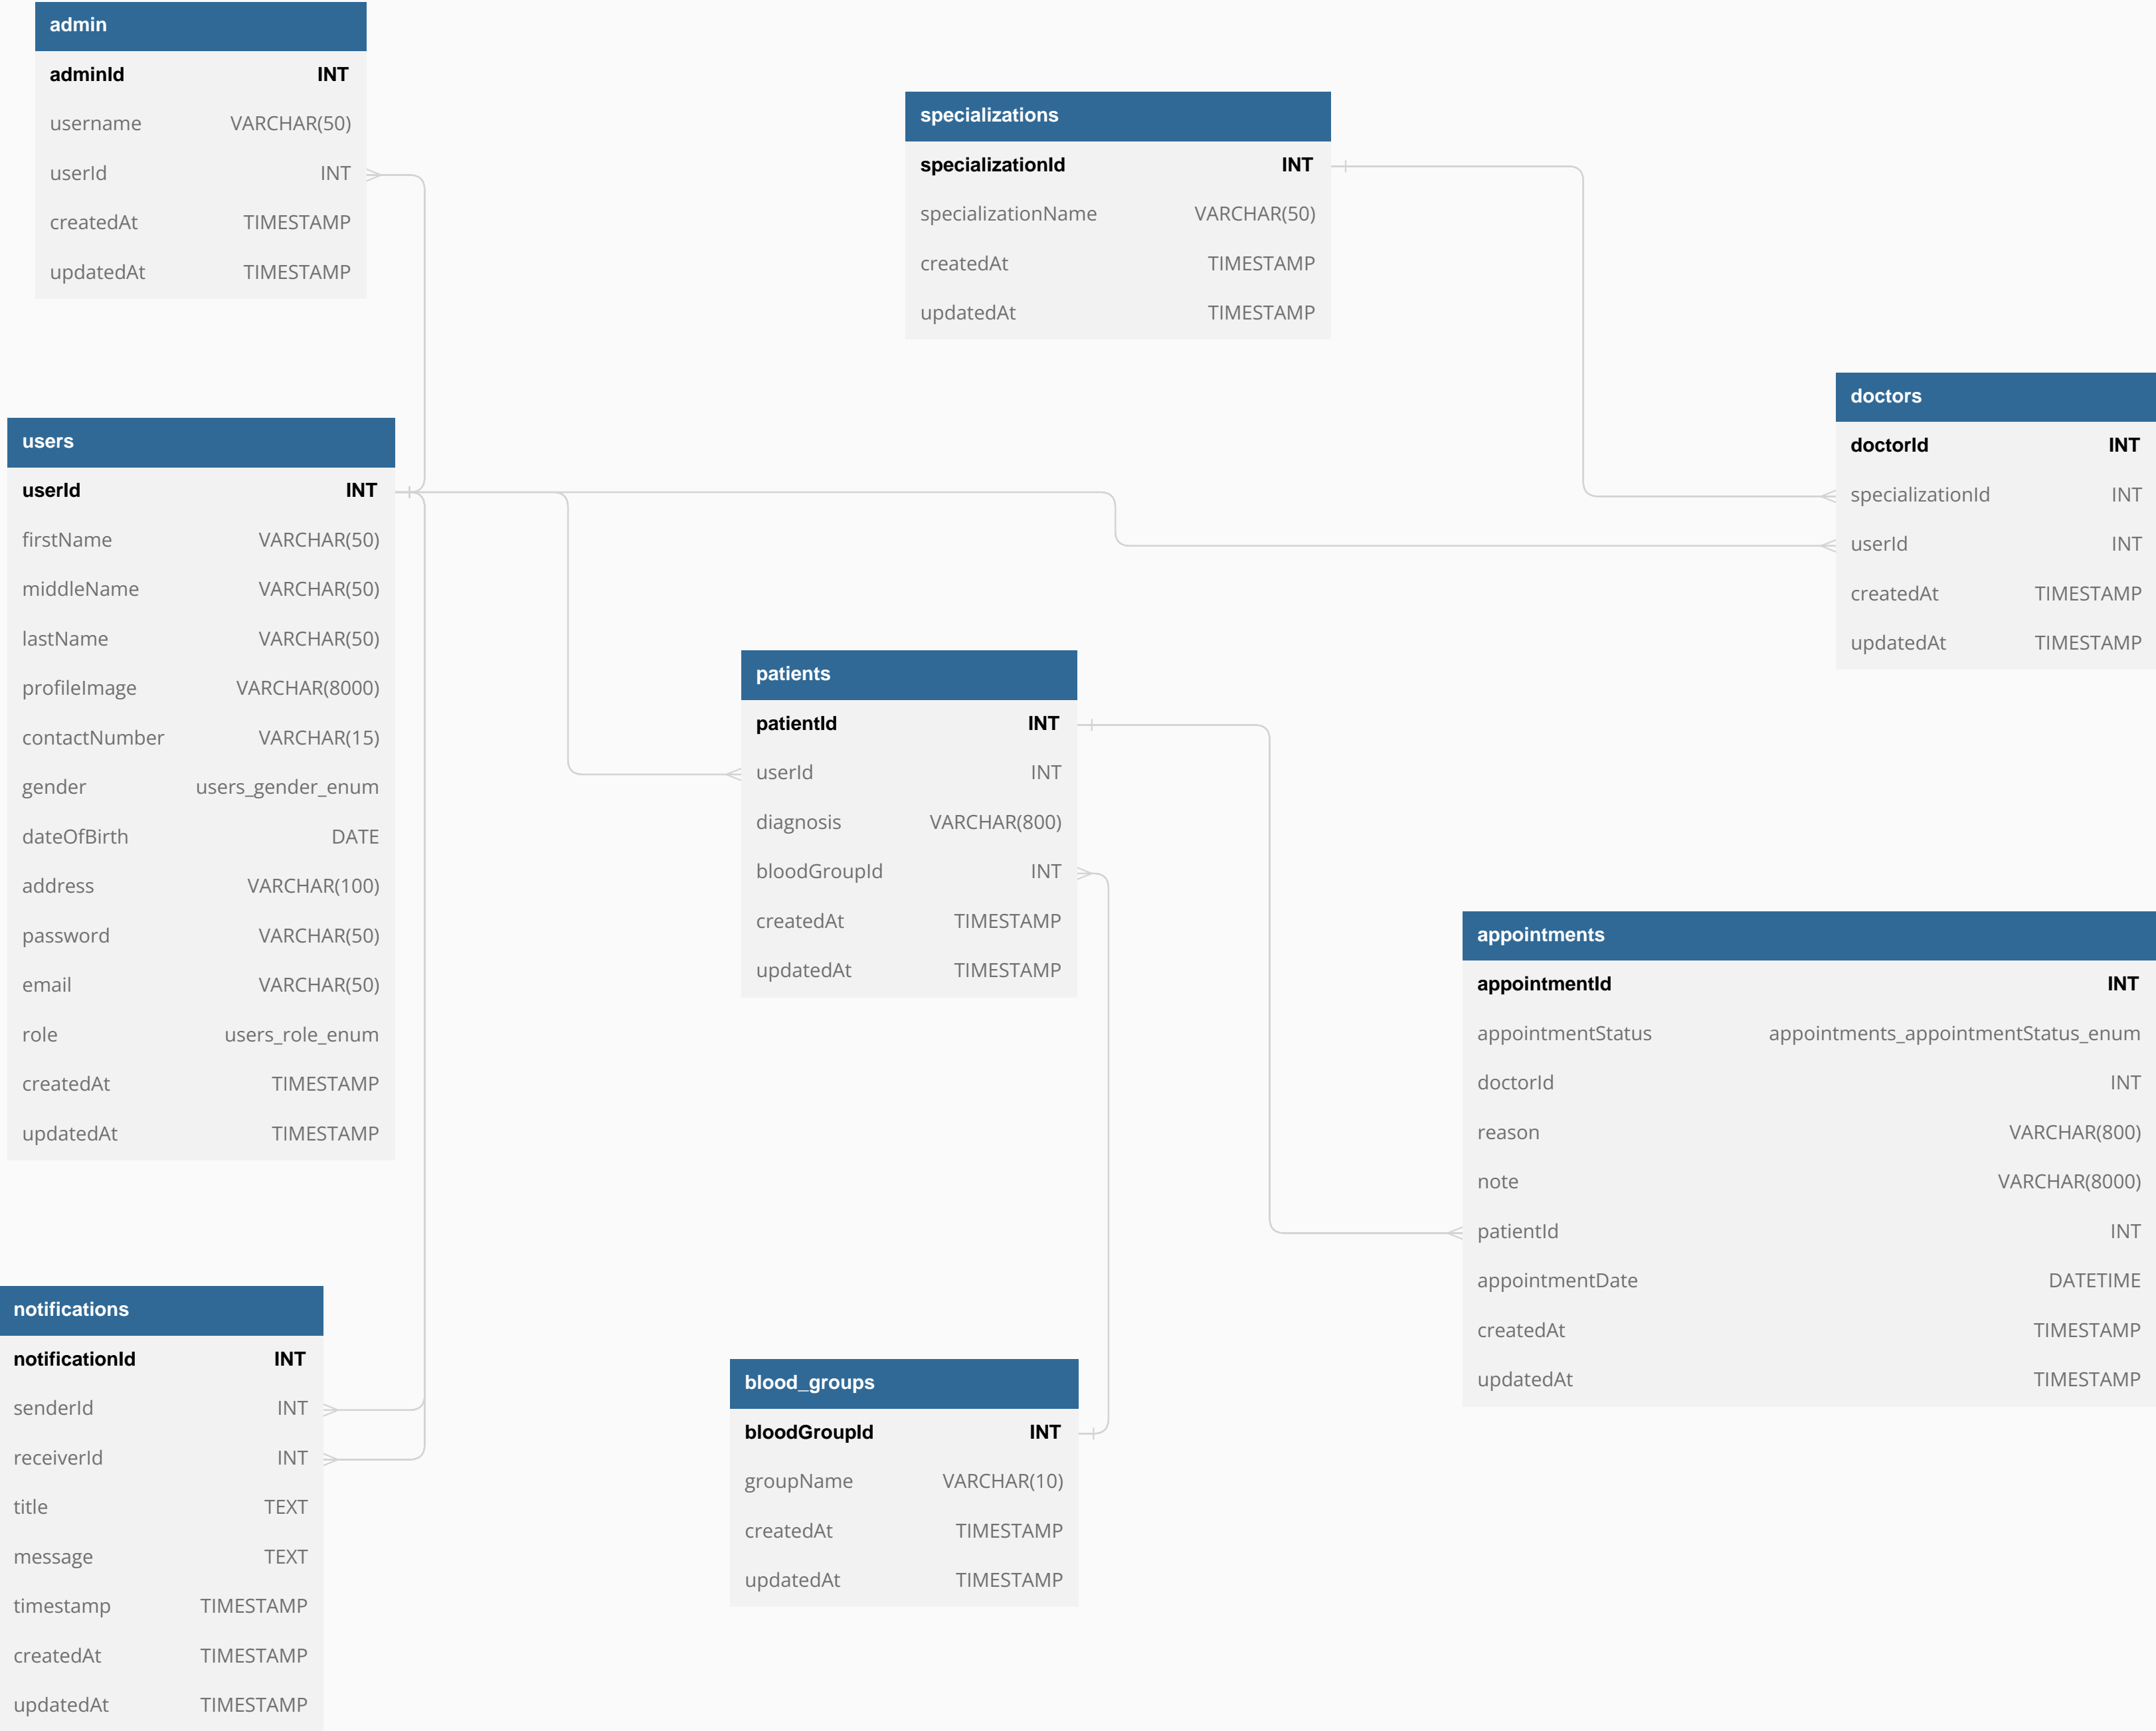 admin
adminId INT
username VARCHAR(50)
userId INT
createdAt TIMESTAMP
updatedAt TIMESTAMP
specializations
specializationId INT
specializationName VARCHAR(50)
createdAt TIMESTAMP
updatedAt TIMESTAMP
doctors
doctorId INT
specializationId INT
userId INT
createdAt TIMESTAMP
updatedAt TIMESTAMP
users
userId INT
firstName VARCHAR(50)
middleName VARCHAR(50)
lastName VARCHAR(50)
profileImage VARCHAR(8000)
contactNumber VARCHAR(15)
gender users_gender_enum
dateOfBirth DATE
address VARCHAR(100)
password VARCHAR(50)
email VARCHAR(50)
role users_role_enum
createdAt TIMESTAMP
updatedAt TIMESTAMP
patients
patientId INT
userId INT
diagnosis VARCHAR(800)
bloodGroupId INT
createdAt TIMESTAMP
updatedAt TIMESTAMP
appointments
appointmentId INT
appointmentStatus appointments_appointmentStatus_enum
doctorId INT
reason VARCHAR(800)
note VARCHAR(8000)
patientId INT
appointmentDate DATETIME
createdAt TIMESTAMP
updatedAt TIMESTAMP
notifications
notificationId INT
senderId INT
receiverId INT
title TEXT
message TEXT
timestamp TIMESTAMP
createdAt TIMESTAMP
updatedAt TIMESTAMP
blood_groups
bloodGroupId INT
groupName VARCHAR(10)
createdAt TIMESTAMP
updatedAt TIMESTAMP